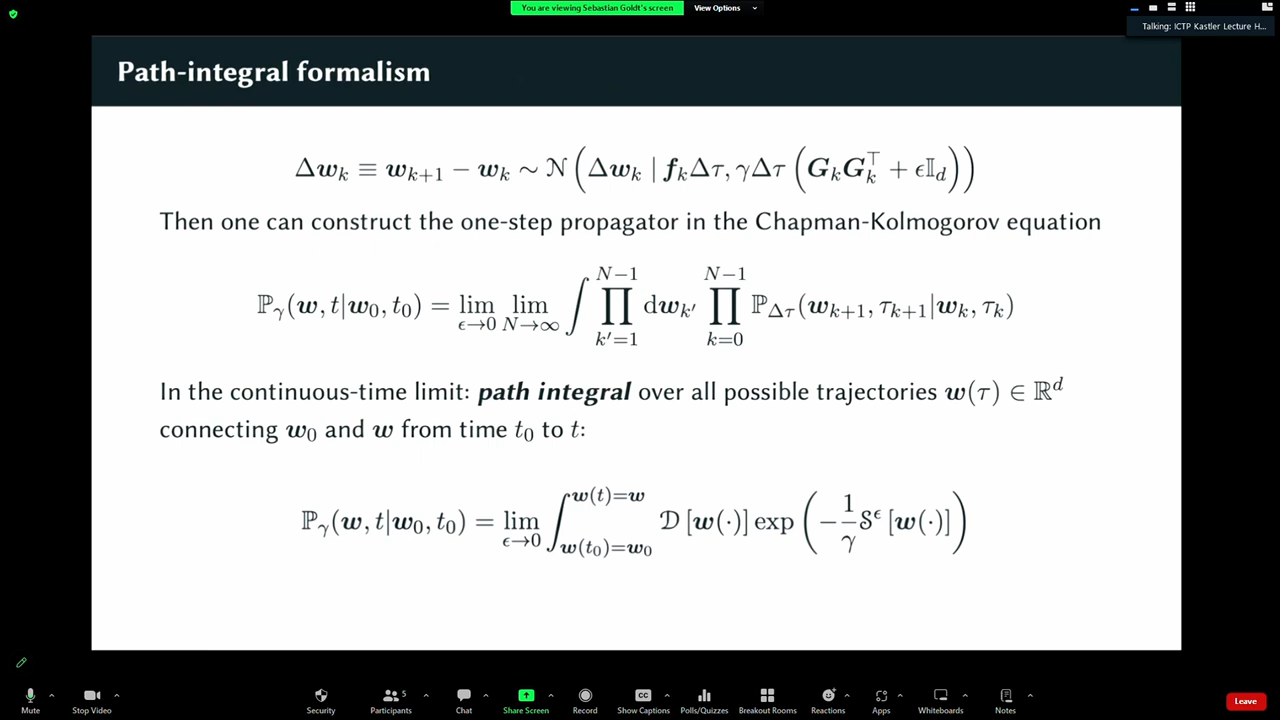 You are viewing Sebastian Goldt's screen
View Options
Talking: ICTP Kastler Lecture H...
Path-integral formalism
Δw_k ≡ w_{k+1} − w_k ∼ N(Δw_k | f_kΔτ, γΔτ (G_kG_k^⊤ + ϵ𝕀_d))
Then one can construct the one-step propagator in the Chapman-Kolmogorov equation
ℙ_γ(w, t|w_0, t_0) = lim_{ϵ→0} lim_{N→∞} ∫ ∏_{k'=1}^{N−1} dw_{k'} ∏_{k=0}^{N−1} ℙ_{Δτ}(w_{k+1}, τ_{k+1}|w_k, τ_k)
In the continuous-time limit: path integral over all possible trajectories w(τ) ∈ ℝ^d
connecting w_0 and w from time t_0 to t:
ℙ_γ(w, t|w_0, t_0) = lim_{ϵ→0} ∫_{w(t_0)=w_0}^{w(t)=w} 𝒟 [w(·)] exp (−1/γ 𝒮^ϵ [w(·)])
Mute
Stop Video
Security
Participants
5
Chat
Share Screen
Record
CC
Show Captions
Polls/Quizzes
Breakout Rooms
Reactions
Apps
Whiteboards
Notes
Leave